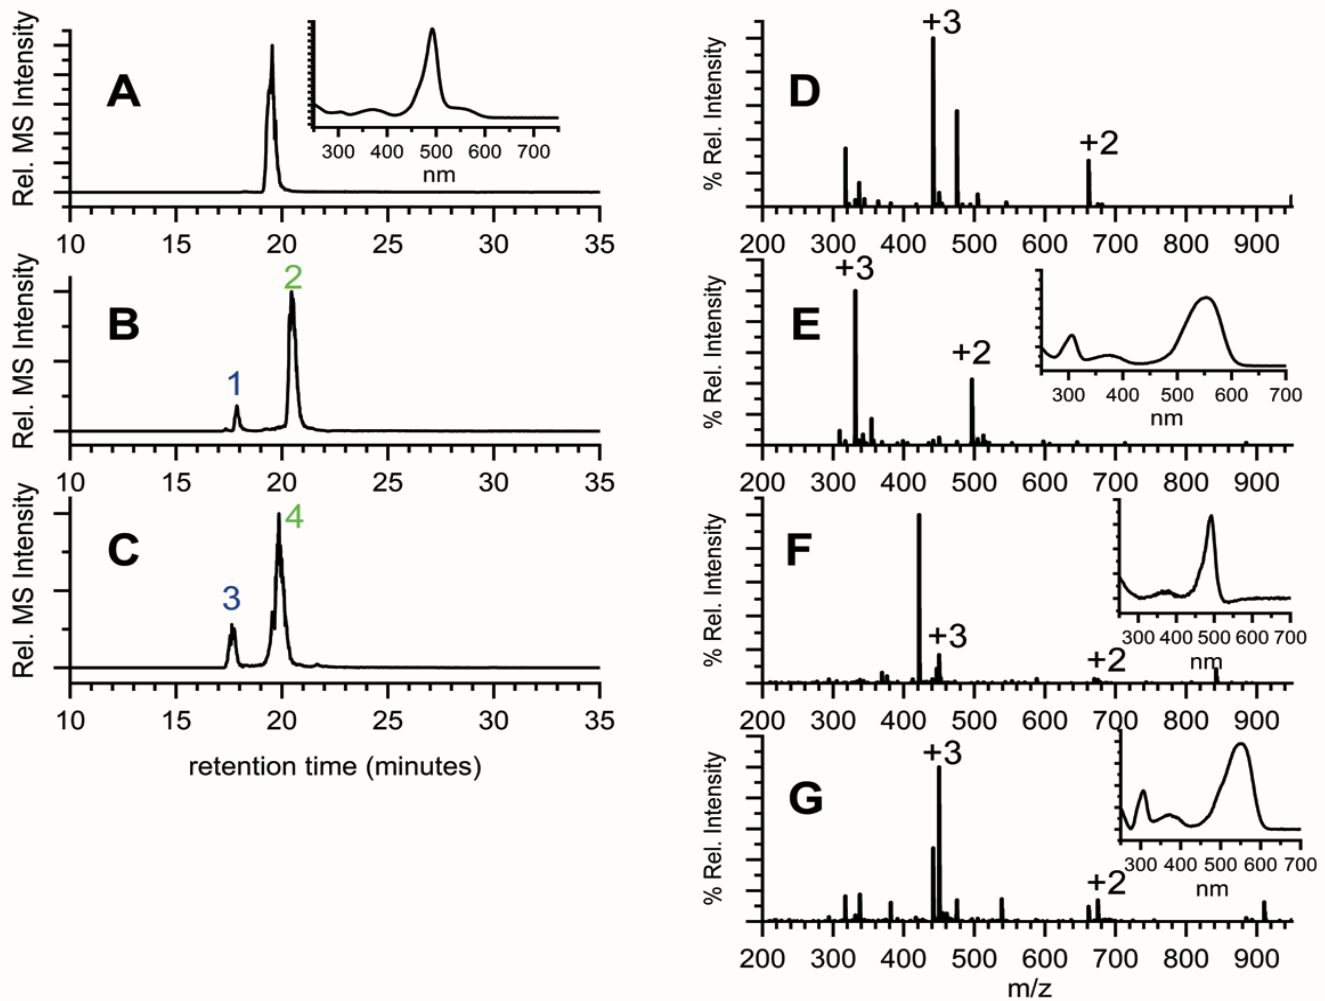 Rel. MS Intensity
A
300 400 500 600 700
nm
10 15 20 25 30 35
Rel. MS Intensity
B
1
2
10 15 20 25 30 35
Rel. MS Intensity
C
3
4
10 15 20 25 30 35
retention time (minutes)
% Rel. Intensity
D
+3
+2
200 300 400 500 600 700 800 900
% Rel. Intensity
E
+3
+2
300 400 500 600 700
nm
200 300 400 500 600 700 800 900
% Rel. Intensity
F
+3
+2
300 400 500 600 700
nm
200 300 400 500 600 700 800 900
% Rel. Intensity
G
+3
+2
300 400 500 600 700
nm
200 300 400 500 600 700 800 900
m/z